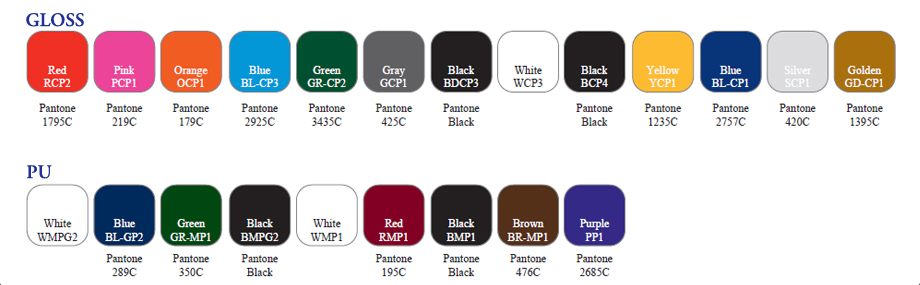 GLOSS
Red Pink Orange Blue Green Gray Black White Black Yellow Blue Silver Golden
RCP2 PCP1 OCP1 BL-CP3 GR-CP2 GCP1 BDCP3 WCP3 BCP4 YCP1 BL-CP1 SCP1 GD-CP1
Pantone Pantone Pantone Pantone Pantone Pantone Pantone Pantone Pantone Pantone Pantone Pantone
1795C 219C 179C 2925C 3435C 425C Black Black 1235C 2757C 420C 1395C
PU
White Blue Green Black White Red Black Brown Purple
WMPG2 BL-GP2 GR-MP1 BMPG2 WMP1 RMP1 BMP1 BR-MP1 PP1
Pantone Pantone Pantone Pantone Pantone Pantone Pantone
289C 350C Black 195C Black 476C 2685C